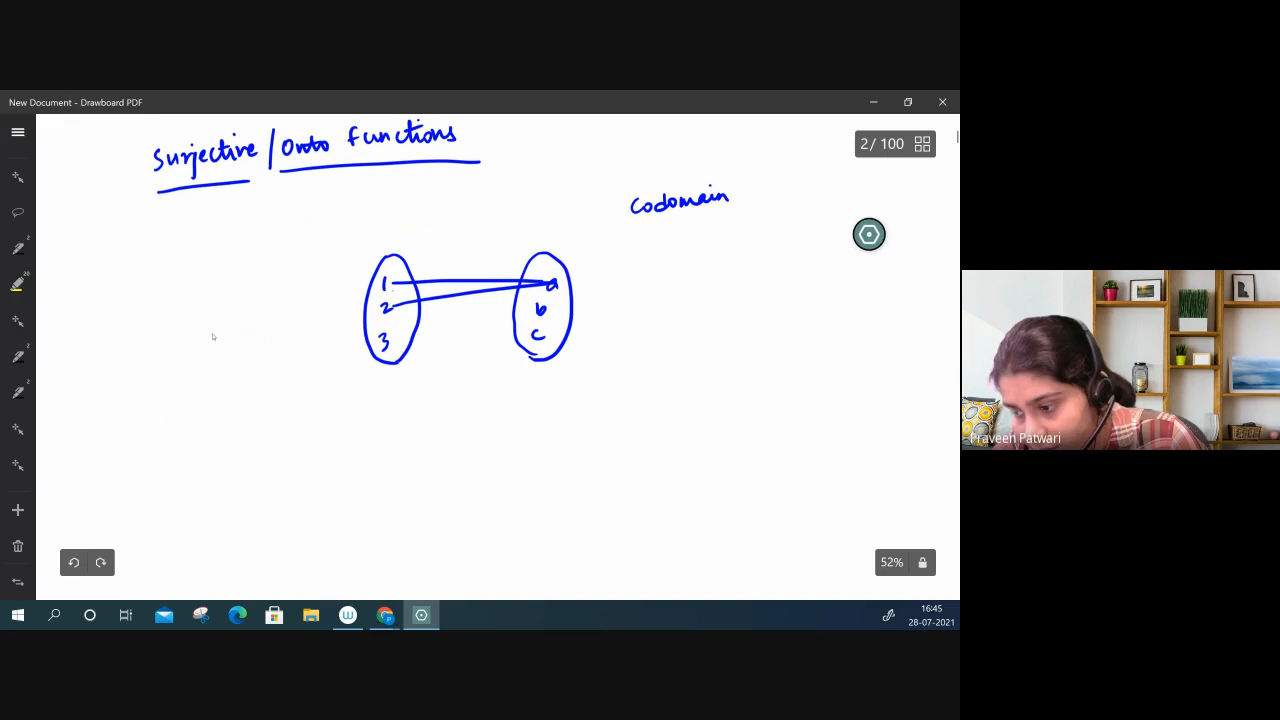 New Document - Drawboard PDF
Surjective / Onto functions
2 / 100
codomain
1 a
2 b
3 c
Praveen Patwari
52%
16:45
28-07-2021